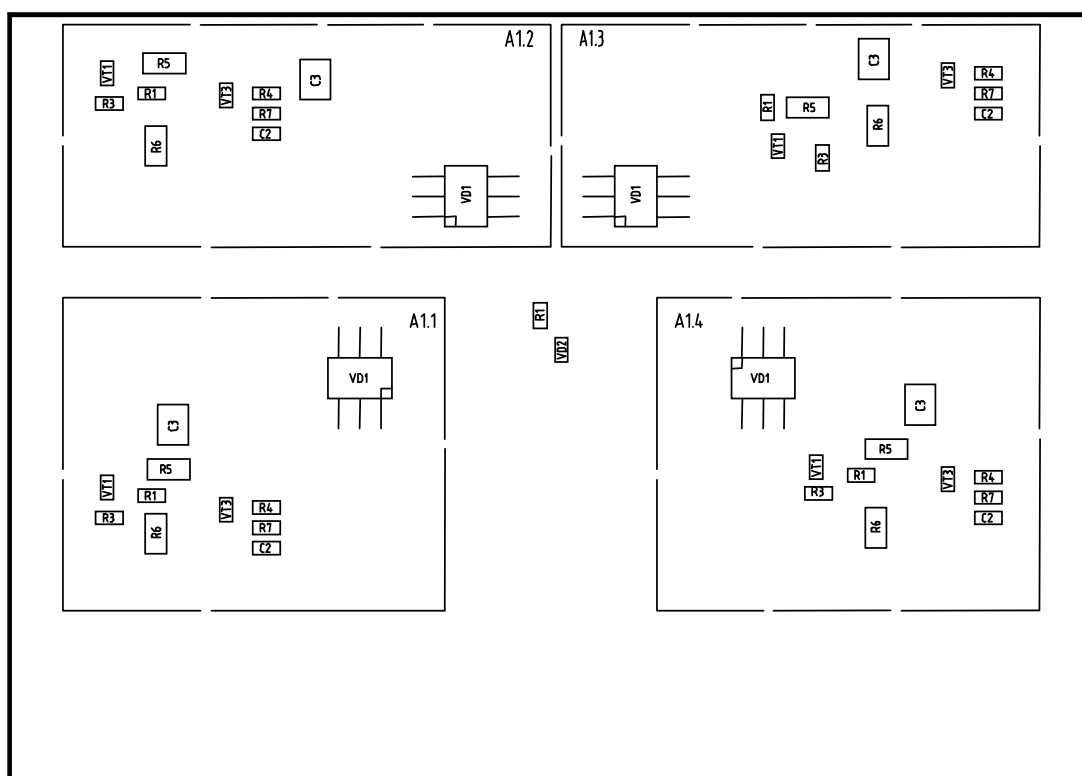 A1.2
R5
VT1
C3
R3
R1
VT3
R4
R7
C2
R6
VD1
A1.3
C3
VT3
R4
R7
C2
R1
R5
R6
VT1
R3
VD1
A1.1
VD1
C3
R5
VT1
R1
R3
VT3
R4
R7
C2
R6
R1
VD2
A1.4
VD1
C3
R5
VT1
R1
R3
VT3
R4
R7
C2
R6